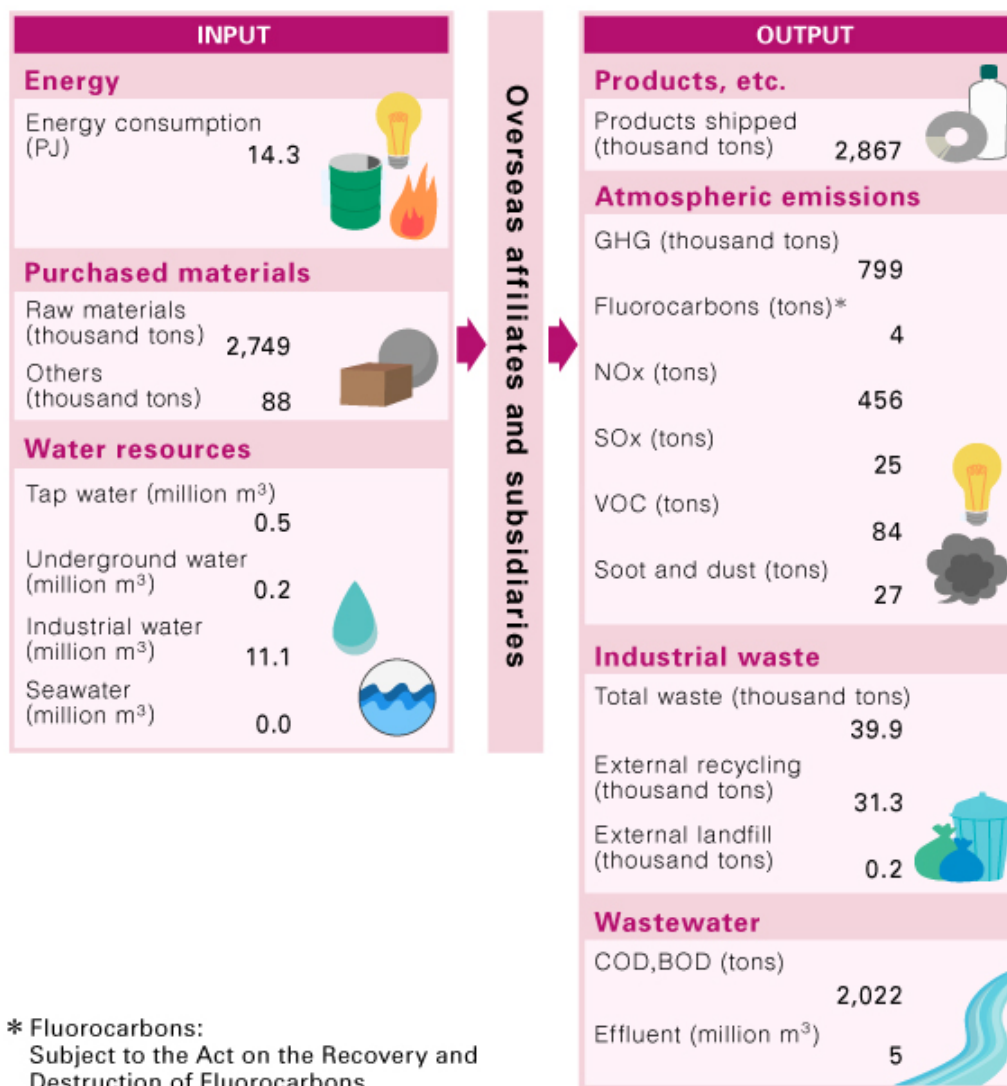 INPUT
Energy
Energy consumption
(PJ)
14.3
Purchased materials
Raw materials
(thousand tons)
2,749
Others
(thousand tons)
88
Water resources
Tap water (million m³)
0.5
Underground water
(million m³)
0.2
Industrial water
(million m³)
11.1
Seawater
(million m³)
0.0
Overseas affiliates and subsidiaries
OUTPUT
Products, etc.
Products shipped
(thousand tons)
2,867
Atmospheric emissions
GHG (thousand tons)
799
Fluorocarbons (tons)*
4
NOx (tons)
456
SOx (tons)
25
VOC (tons)
84
Soot and dust (tons)
27
Industrial waste
Total waste (thousand tons)
39.9
External recycling
(thousand tons)
31.3
External landfill
(thousand tons)
0.2
Wastewater
COD,BOD (tons)
2,022
Effluent (million m³)
5
* Fluorocarbons:
Subject to the Act on the Recovery and
Destruction of Fluorocarbons